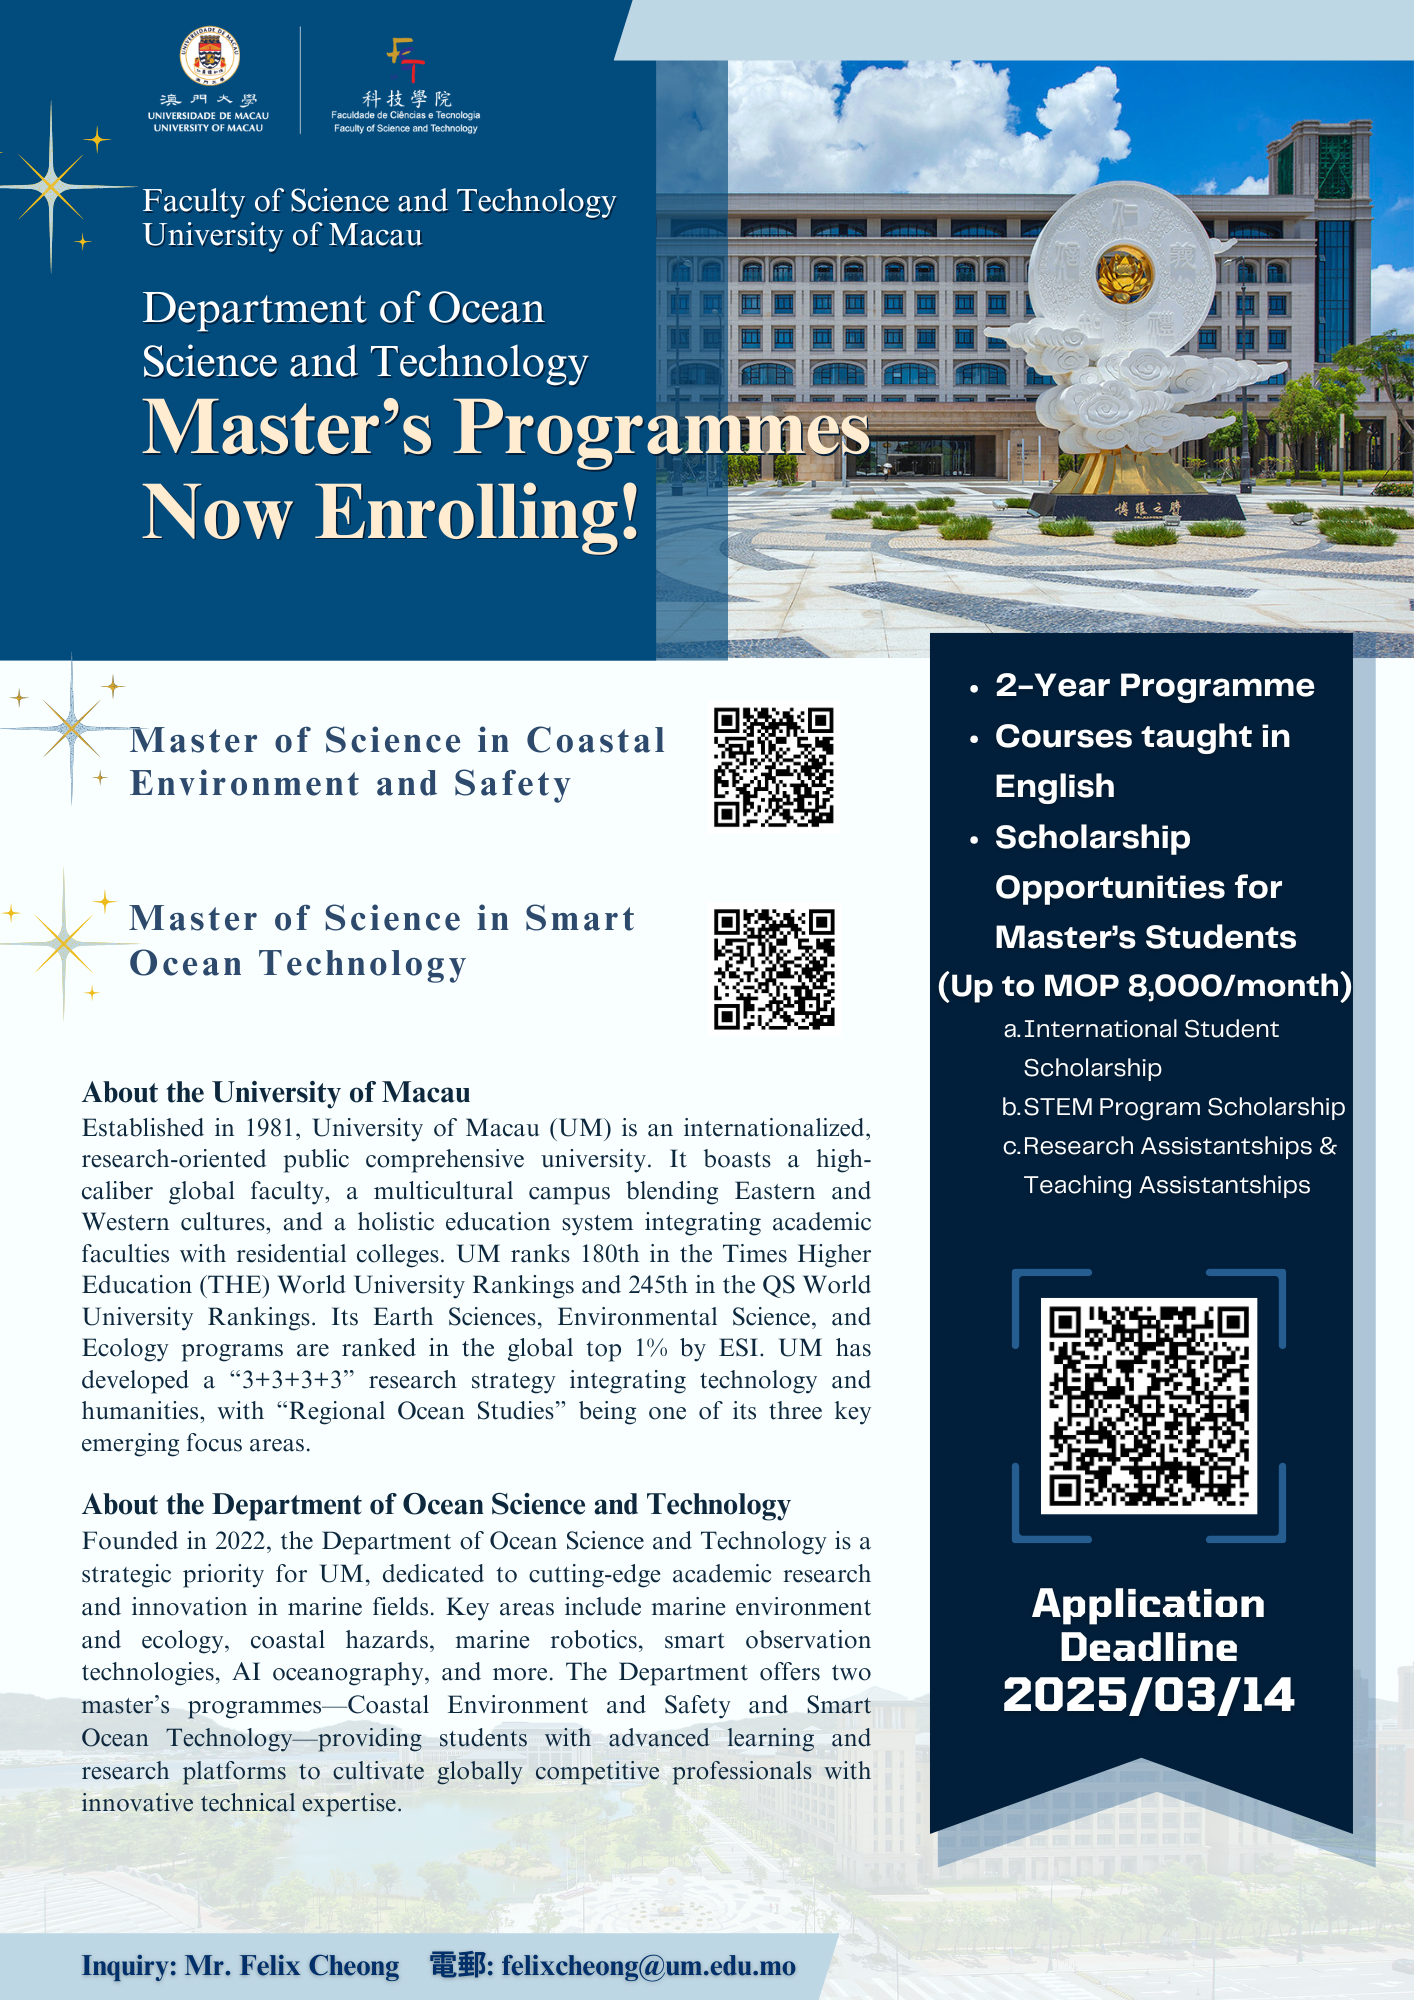 澳門大學
UNIVERSIDADE DE MACAU
UNIVERSITY OF MACAU
科技學院
Faculdade de Ciências e Tecnologia
Faculty of Science and Technology
Faculty of Science and Technology
University of Macau
Department of Ocean
Science and Technology
Master's Programmes
Now Enrolling!
Master of Science in Coastal
Environment and Safety
Master of Science in Smart
Ocean Technology
About the University of Macau
Established in 1981, University of Macau (UM) is an internationalized,
research-oriented public comprehensive university. It boasts a high-
caliber global faculty, a multicultural campus blending Eastern and
Western cultures, and a holistic education system integrating academic
faculties with residential colleges. UM ranks 180th in the Times Higher
Education (THE) World University Rankings and 245th in the QS World
University Rankings. Its Earth Sciences, Environmental Science, and
Ecology programs are ranked in the global top 1% by ESI. UM has
developed a “3+3+3+3” research strategy integrating technology and
humanities, with “Regional Ocean Studies” being one of its three key
emerging focus areas.
About the Department of Ocean Science and Technology
Founded in 2022, the Department of Ocean Science and Technology is a
strategic priority for UM, dedicated to cutting-edge academic research
and innovation in marine fields. Key areas include marine environment
and ecology, coastal hazards, marine robotics, smart observation
technologies, AI oceanography, and more. The Department offers two
master’s programmes—Coastal Environment and Safety and Smart
Ocean Technology—providing students with advanced learning and
research platforms to cultivate globally competitive professionals with
innovative technical expertise.
• 2-Year Programme
• Courses taught in
English
• Scholarship
Opportunities for
Master’s Students
(Up to MOP 8,000/month)
a. International Student
Scholarship
b. STEM Program Scholarship
c. Research Assistantships &
Teaching Assistantships
Application
Deadline
2025/03/14
Inquiry: Mr. Felix Cheong 電郵: felixcheong@um.edu.mo